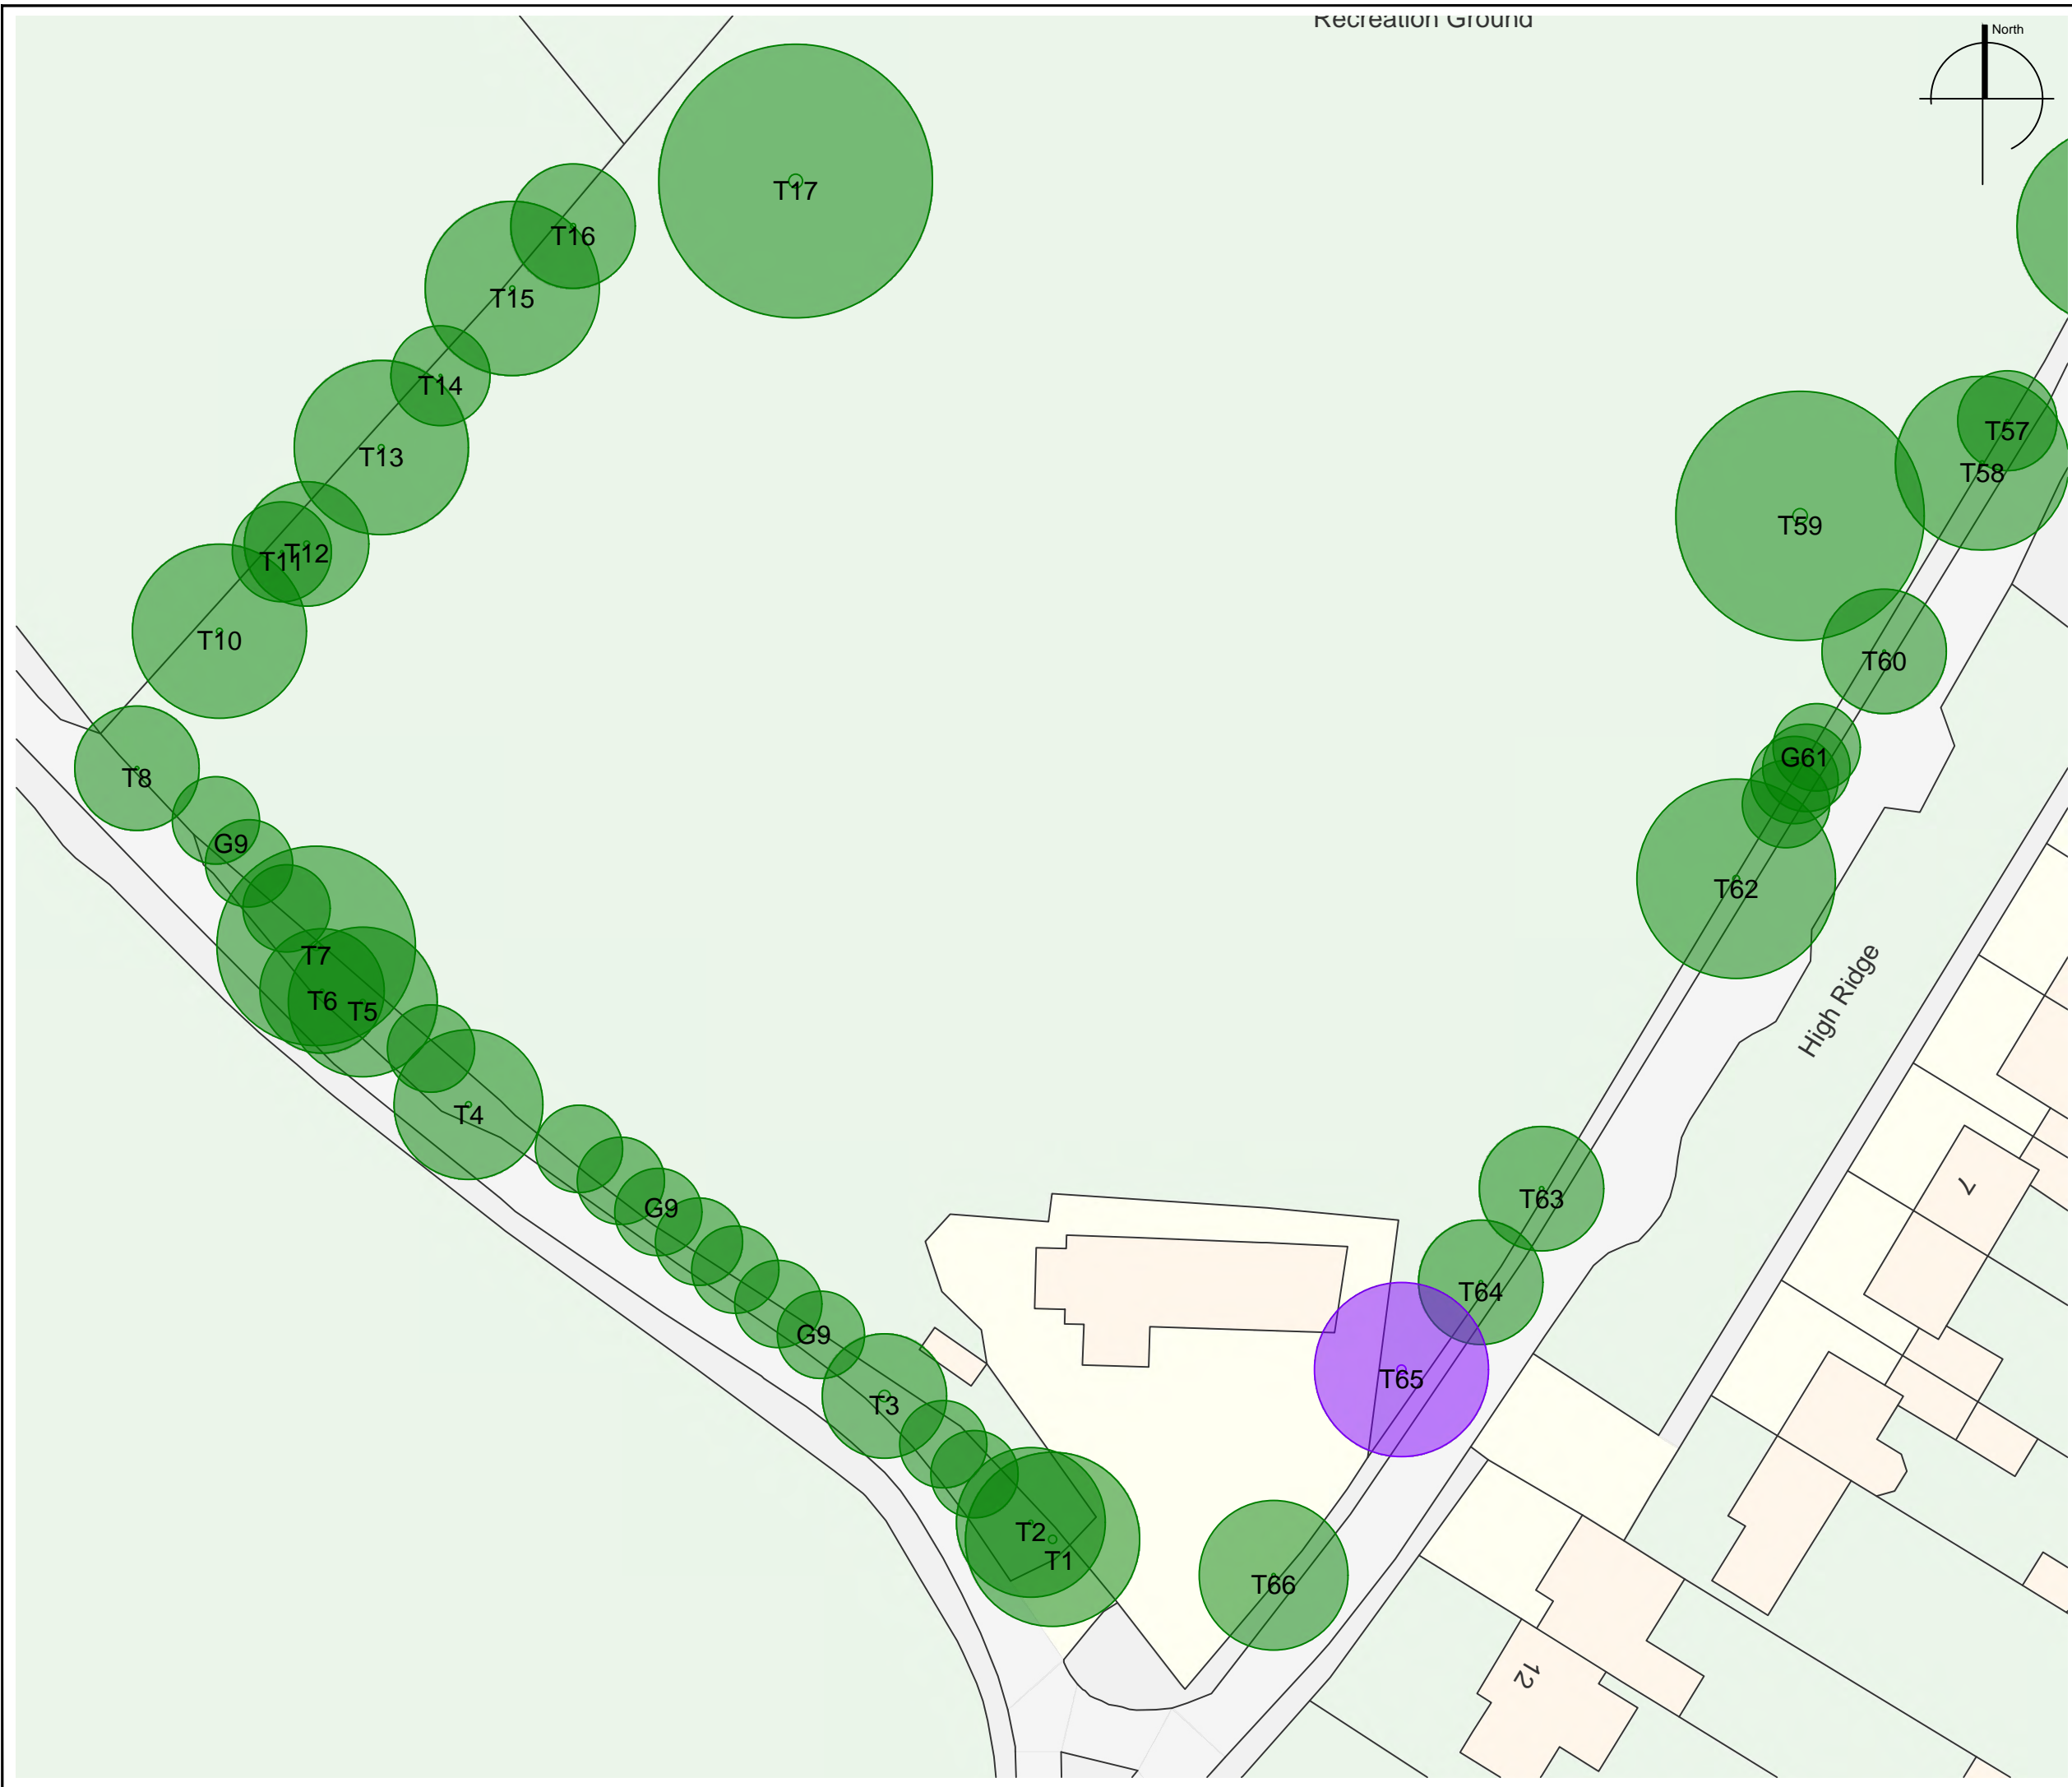 Recreation Ground
North
T17
T16
T15
T14
T13
T12
T11
T10
T57
T58
T59
T60
G61
T62
T8
G9
T7
T6
T5
T4
High Ridge
G9
7
T63
T64
G9
T65
T3
T2
T1
T66
12